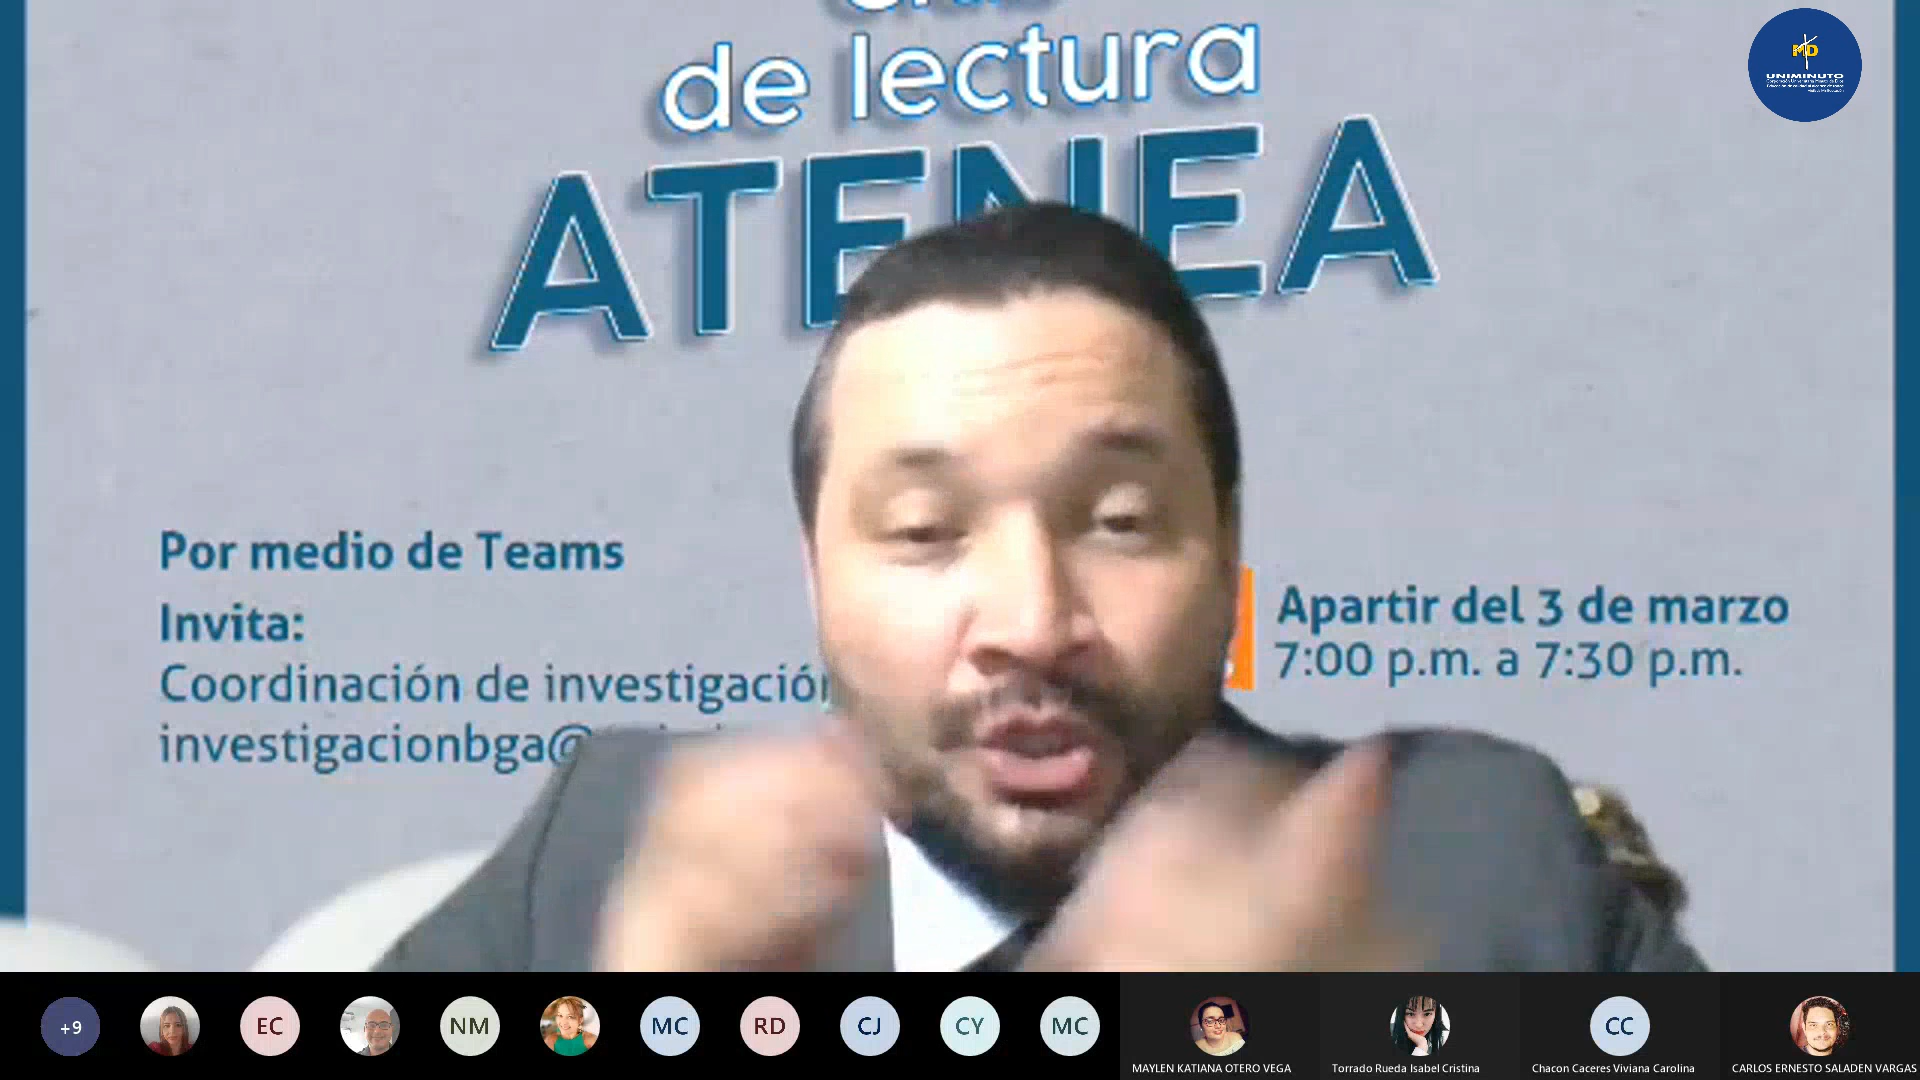 de lectura
ATENEA
UNIMINUTO
Por medio de Teams
Invita:
Coordinación de investigación
investigacionbga@
Apartir del 3 de marzo
7:00 p.m. a 7:30 p.m.
+9
EC
NM
MC
RD
CJ
CY
MC
CC
MAYLEN KATIANA OTERO VEGA
Torrado Rueda Isabel Cristina
Chacon Caceres Viviana Carolina
CARLOS ERNESTO SALADEN VARGAS